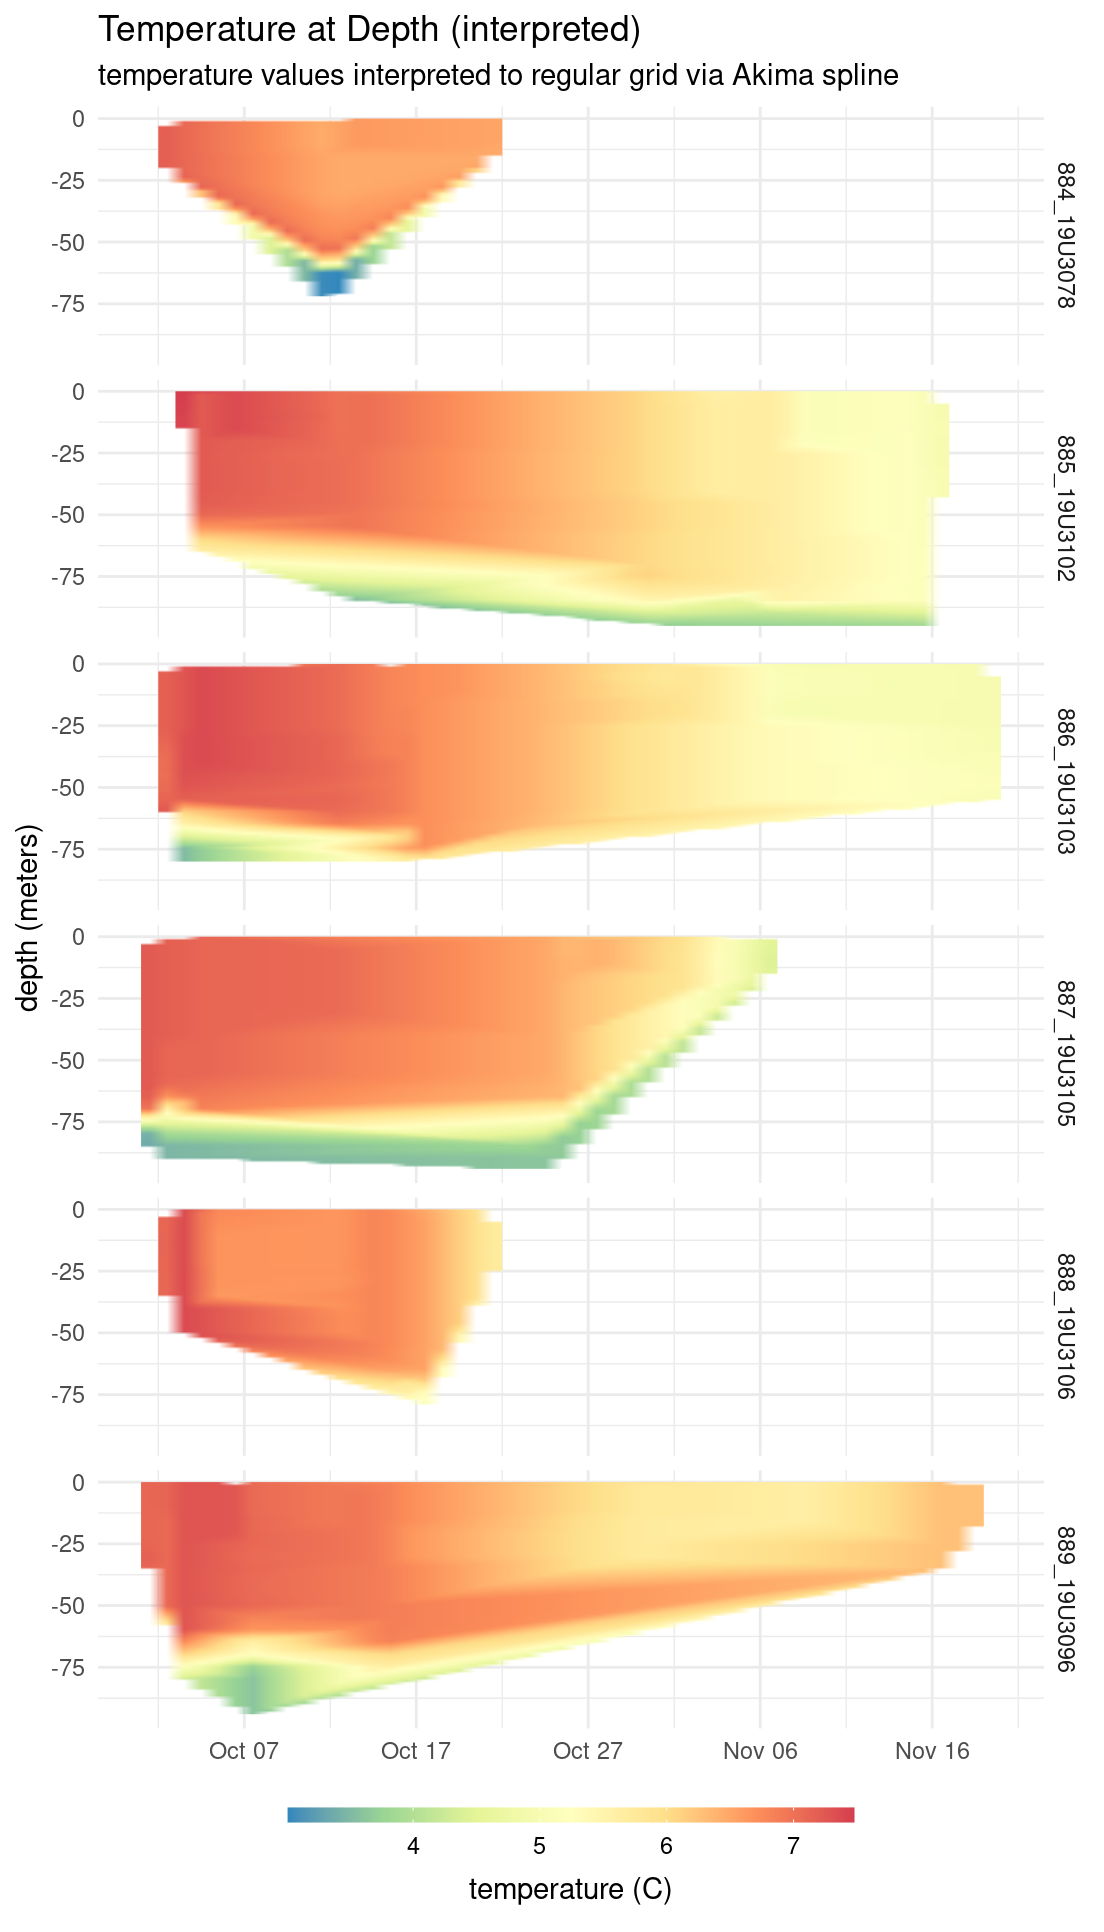 Temperature at Depth (interpreted)
temperature values interpreted to regular grid via Akima spline
depth (meters)
0
-25
-50
-75
884_19U3078
0
-25
-50
-75
885_19U3102
0
-25
-50
-75
886_19U3103
0
-25
-50
-75
887_19U3105
0
-25
-50
-75
888_19U3106
0
-25
-50
-75
889_19U3096
Oct 07 Oct 17 Oct 27 Nov 06 Nov 16
4 5 6 7
temperature (C)